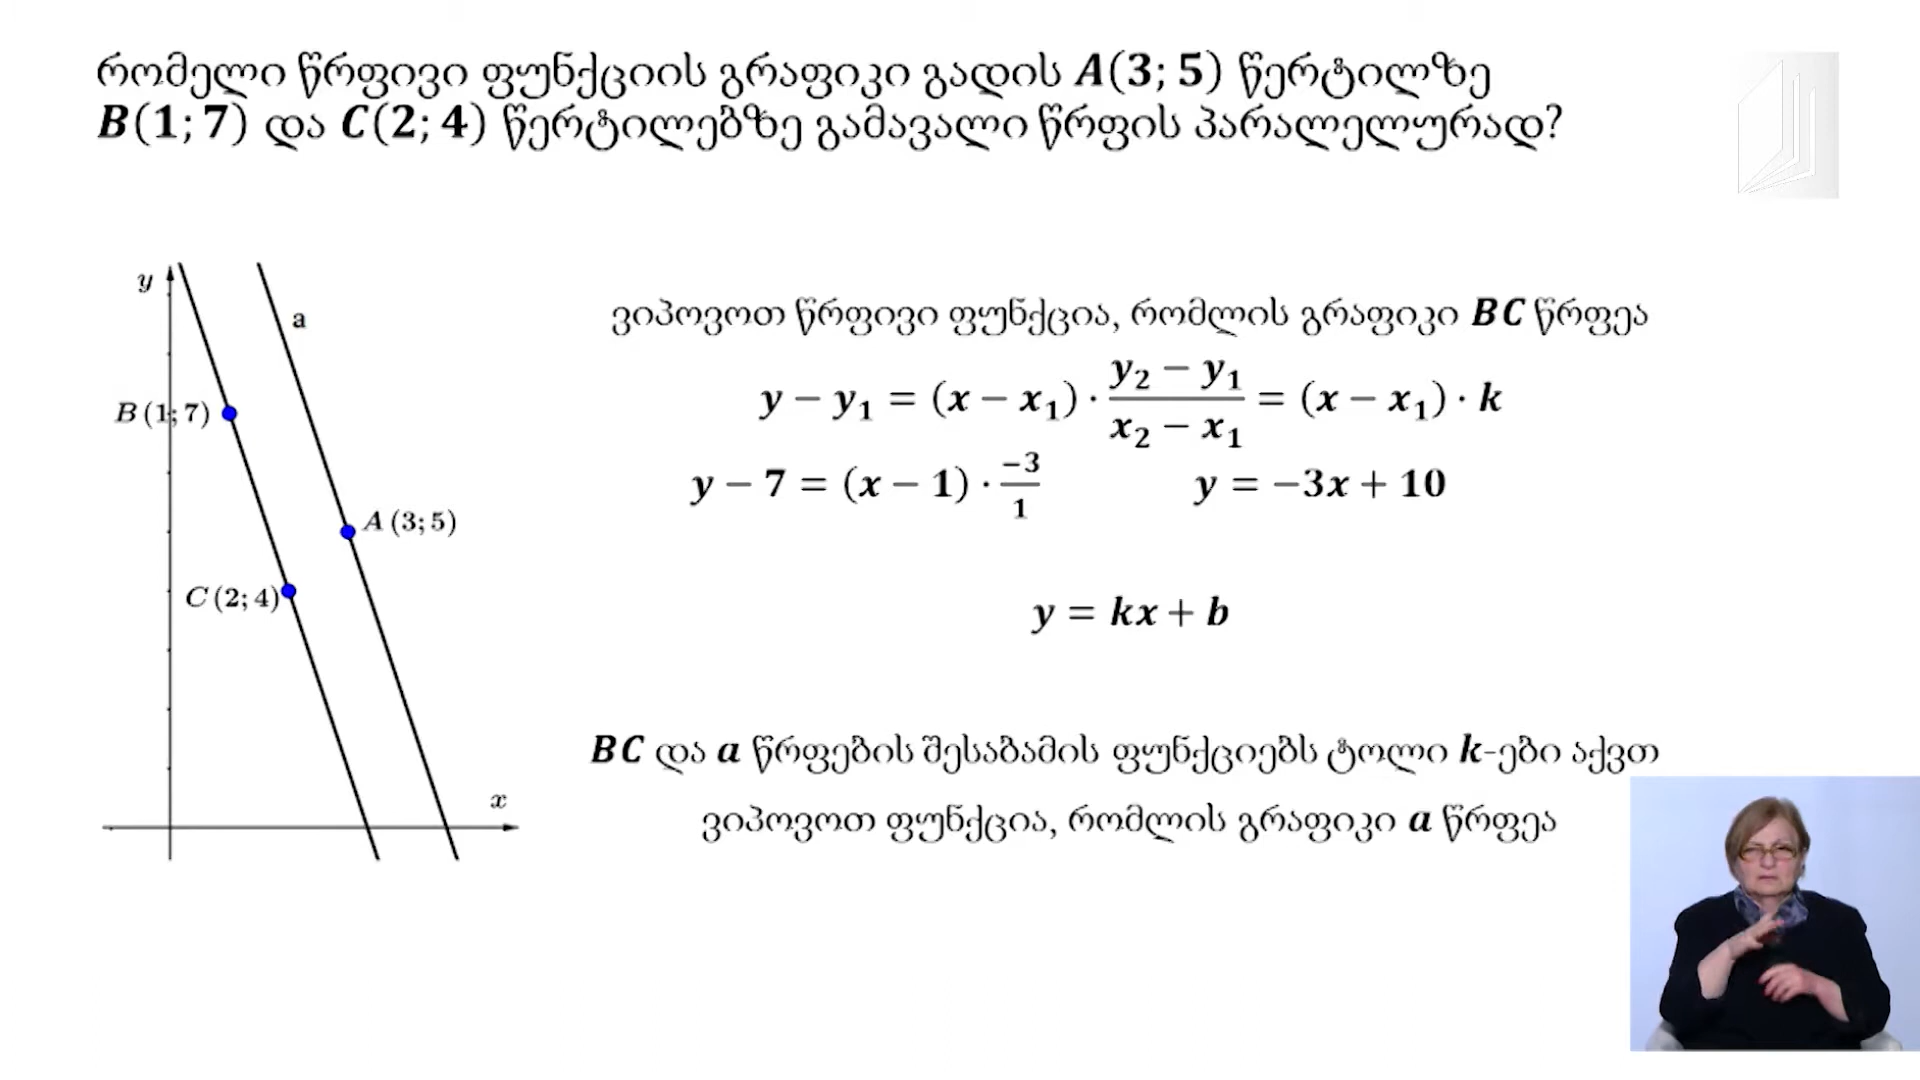 რომელი წრფივი ფუნქციის გრაფიკი გადის A(3; 5) წერტილზე
B(1; 7) და C(2; 4) წერტილებზე გამავალი წრფის პარალელურად?
y
a
B (1; 7)
A (3; 5)
C (2; 4)
x
ვიპოვოთ წრფივი ფუნქცია, რომლის გრაფიკი BC წრფეა
y − y₁ = (x − x₁) · (y₂ − y₁)/(x₂ − x₁) = (x − x₁) · k
y − 7 = (x − 1) · −3/1    y = −3x + 10
y = kx + b
BC და a წრფების შესაბამის ფუნქციებს ტოლი k-ები აქვთ
ვიპოვოთ ფუნქცია, რომლის გრაფიკი a წრფეა